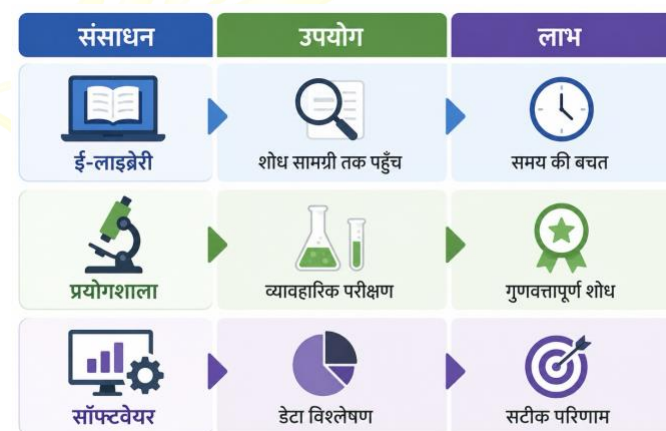 संसाधन उपयोग लाभ
ई-लाइब्रेरी शोध सामग्री तक पहुँच समय की बचत
प्रयोगशाला व्यावहारिक परीक्षण गुणवत्तापूर्ण शोध
सॉफ्टवेयर डेटा विश्लेषण सटीक परिणाम